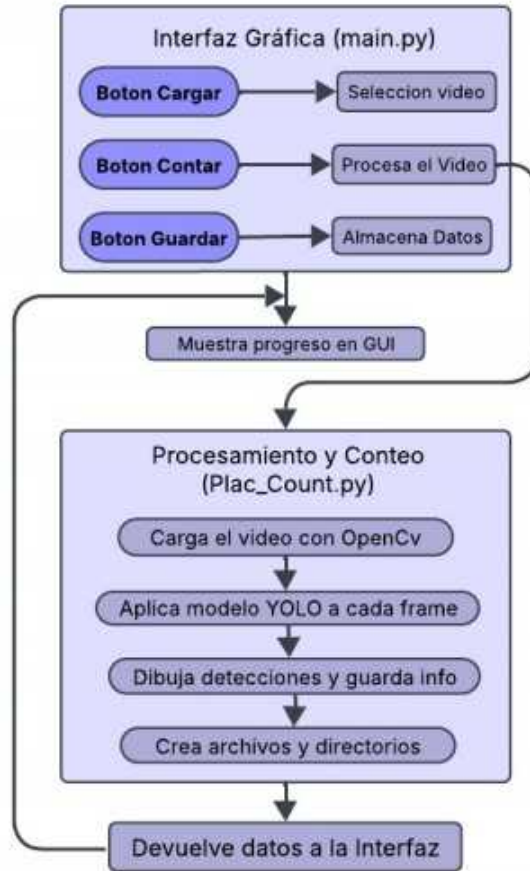 Interfaz Gráfica (main.py)
Boton Cargar
Seleccion video
Boton Contar
Procesa el Video
Boton Guardar
Almacena Datos
Muestra progreso en GUI
Procesamiento y Conteo
(Plac_Count.py)
Carga el video con OpenCv
Aplica modelo YOLO a cada frame
Dibuja detecciones y guarda info
Crea archivos y directorios
Devuelve datos a la Interfaz